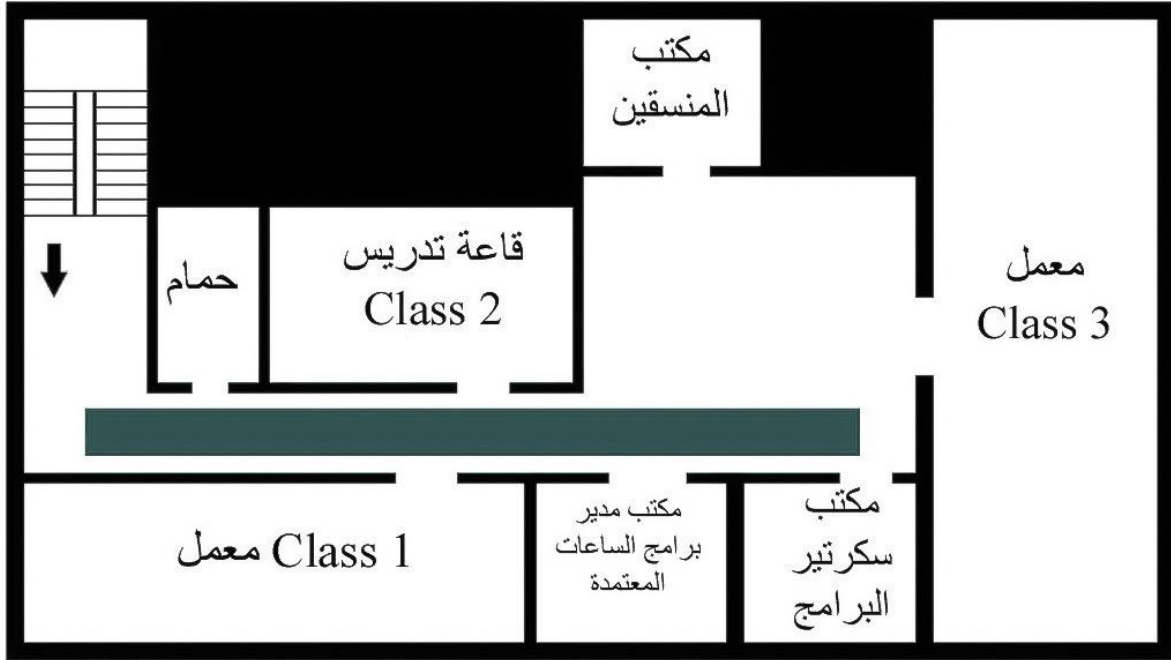 مكتب
المنسقين
قاعة تدريس
Class 2
حمام
معمل
Class 3
معمل Class 1
مكتب مدير
برامج الساعات
المعتمدة
مكتب
سكرتير
البرامج